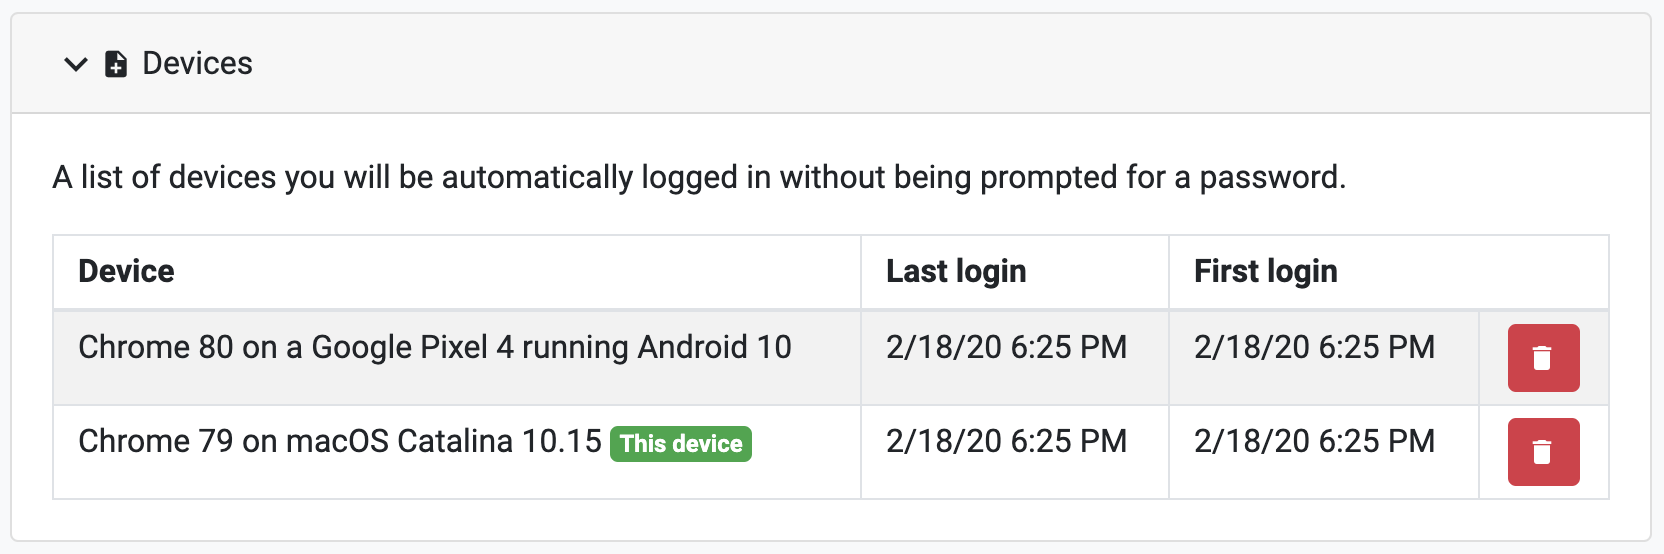 Devices
A list of devices you will be automatically logged in without being prompted for a password.
Device Last login First login
Chrome 80 on a Google Pixel 4 running Android 10 2/18/20 6:25 PM 2/18/20 6:25 PM
Chrome 79 on macOS Catalina 10.15 This device 2/18/20 6:25 PM 2/18/20 6:25 PM